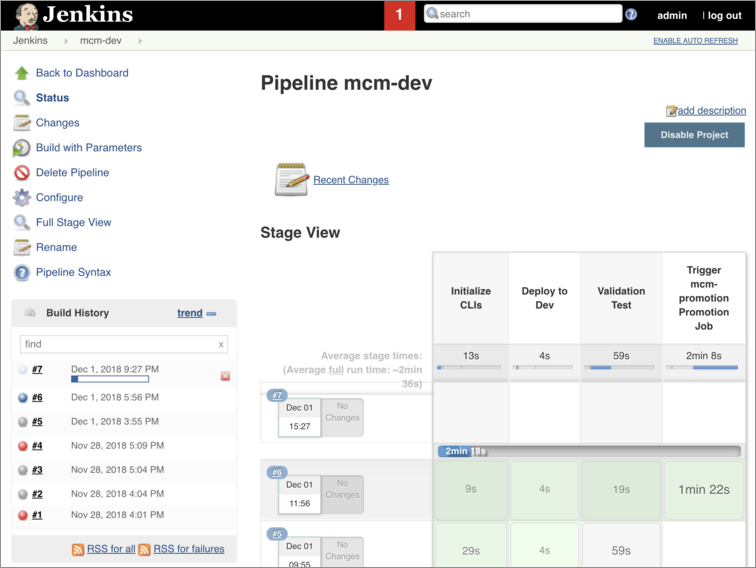 Jenkins
1
search
?
admin
| log out
Jenkins
mcm-dev
ENABLE AUTO REFRESH
Back to Dashboard
Status
Changes
Build with Parameters
Delete Pipeline
Configure
Full Stage View
Rename
Pipeline Syntax
Build History
trend
find
x
#7
Dec 1, 2018 9:27 PM
#6
Dec 1, 2018 5:56 PM
#5
Dec 1, 2018 3:55 PM
#4
Nov 28, 2018 5:09 PM
#3
Nov 28, 2018 5:04 PM
#2
Nov 28, 2018 4:04 PM
#1
Nov 28, 2018 4:01 PM
RSS for all
RSS for failures
Pipeline mcm-dev
add description
Disable Project
Recent Changes
Stage View
Initialize
CLIs
Deploy to
Dev
Validation
Test
Trigger
mcm-
promotion
Promotion
Job
Average stage times:
(Average full run time: ~2min
36s)
13s
4s
59s
2min 8s
#7
Dec 01
15:27
No
Changes
2min 18s
#6
Dec 01
11:56
No
Changes
9s
4s
19s
1min 22s
#5
Dec 01
09:55
No
Changes
29s
4s
59s